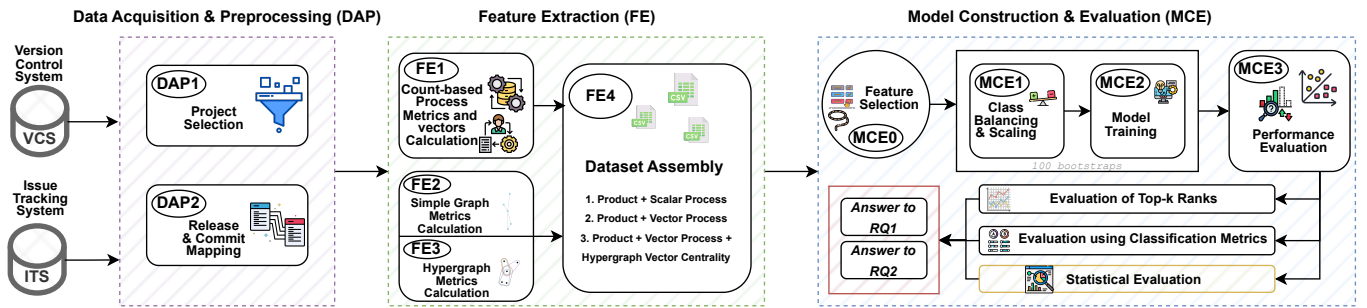 Data Acquisition & Preprocessing (DAP)
Feature Extraction (FE)
Model Construction & Evaluation (MCE)
Version
Control
System
VCS
Issue
Tracking
System
ITS
DAP1
Project
Selection
DAP2
Release
& Commit
Mapping
FE1
Count-based
Process
Metrics and
vectors
Calculation
FE2
Simple Graph
Metrics
Calculation
FE3
Hypergraph
Metrics
Calculation
FE4
CSV
CSV
CSV
Dataset Assembly
1. Product + Scalar Process
2. Product + Vector Process
3. Product + Vector Process +
Hypergraph Vector Centrality
Feature
Selection
MCE0
MCE1
Class
Balancing
& Scaling
MCE2
Model
Training
100 bootstraps
MCE3
Performance
Evaluation
Evaluation of Top-k Ranks
Evaluation using Classification Metrics
Statistical Evaluation
Answer to
RQ1
Answer to
RQ2